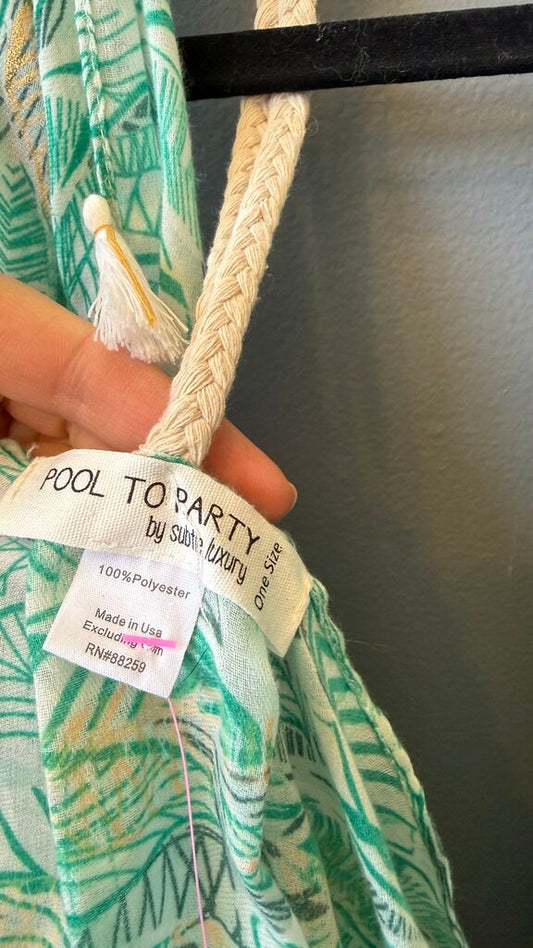 POOL TO PARTY
by subtle luxury
One Size
100%Polyester
Made in Usa
RN#88259